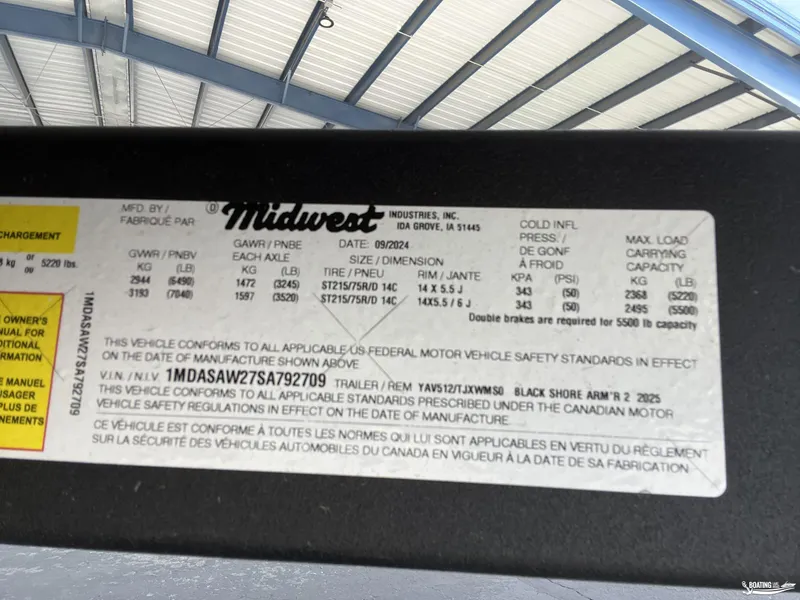 CHARGEMENT
kg or 5220 lbs.
ou
OWNER'S
MANUAL FOR
MANUEL
PLUS DE
1MDASAW27SA792709
MFD. BY /
FABRIQUÉ PAR
Midwest
INDUSTRIES, INC.
IDA GROVE, IA 51445
DATE: 09/2024
GVWR / PNBV
KG (LB)
2944 (6490)
3193 (7040)
GAWR / PNBE
EACH AXLE
KG (LB)
1472 (3245)
1597 (3520)
SIZE / DIMENSION
TIRE / PNEU RIM / JANTE
ST215/75R/D 14C 14 X 5.5 J
ST215/75R/D 14C 14X5.5 / 6 J
COLD INFL
PRESS. /
DE GONF
À FROID
KPA (PSI)
343 (50)
343 (50)
MAX. LOAD
CARRYING
CAPACITY
KG (LB)
2368 (5220)
2495 (5500)
Double brakes are required for 5500 lb capacity
THIS VEHICLE CONFORMS TO ALL APPLICABLE US FEDERAL MOTOR VEHICLE SAFETY STANDARDS IN EFFECT
ON THE DATE OF MANUFACTURE SHOWN ABOVE
V.I.N. / N.I.V. 1MDASAW27SA792709 TRAILER / REM YAV512/TJXWMS0 BLACK SHORE ARM'R 2 2025
THIS VEHICLE CONFORMS TO ALL APPLICABLE STANDARDS PRESCRIBED UNDER THE CANADIAN MOTOR
VEHICLE SAFETY REGULATIONS IN EFFECT ON THE DATE OF MANUFACTURE
CE VÉHICULE EST CONFORME À TOUTES LES NORMES QUI LUI SONT APPLICABLES EN VERTU DU RÈGLEMENT
SUR LA SÉCURITÉ DES VÉHICULES AUTOMOBILES DU CANADA EN VIGUEUR À LA DATE DE SA FABRICATION
BOATING